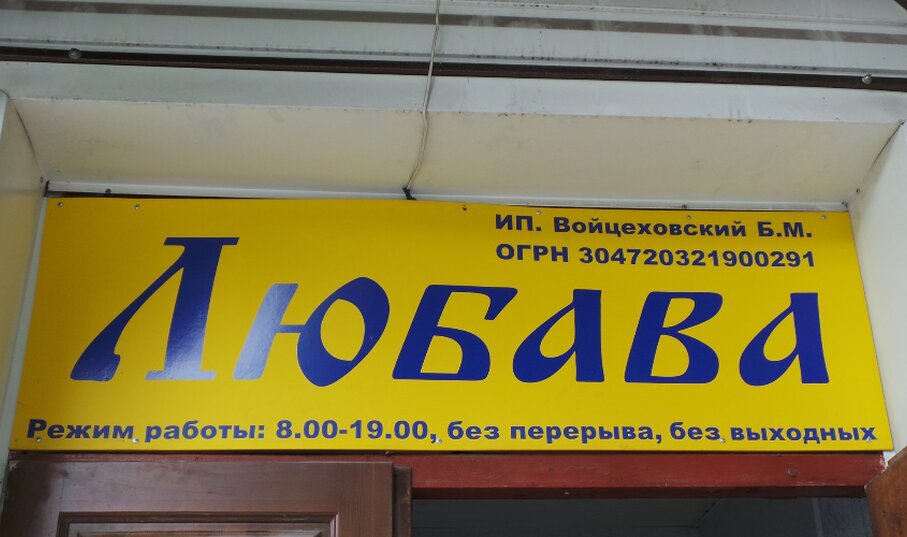 ИП. Войцеховский Б.М.
ОГРН 304720321900291
ЛЮБАВА
Режим работы: 8.00-19.00, без перерыва, без выходных